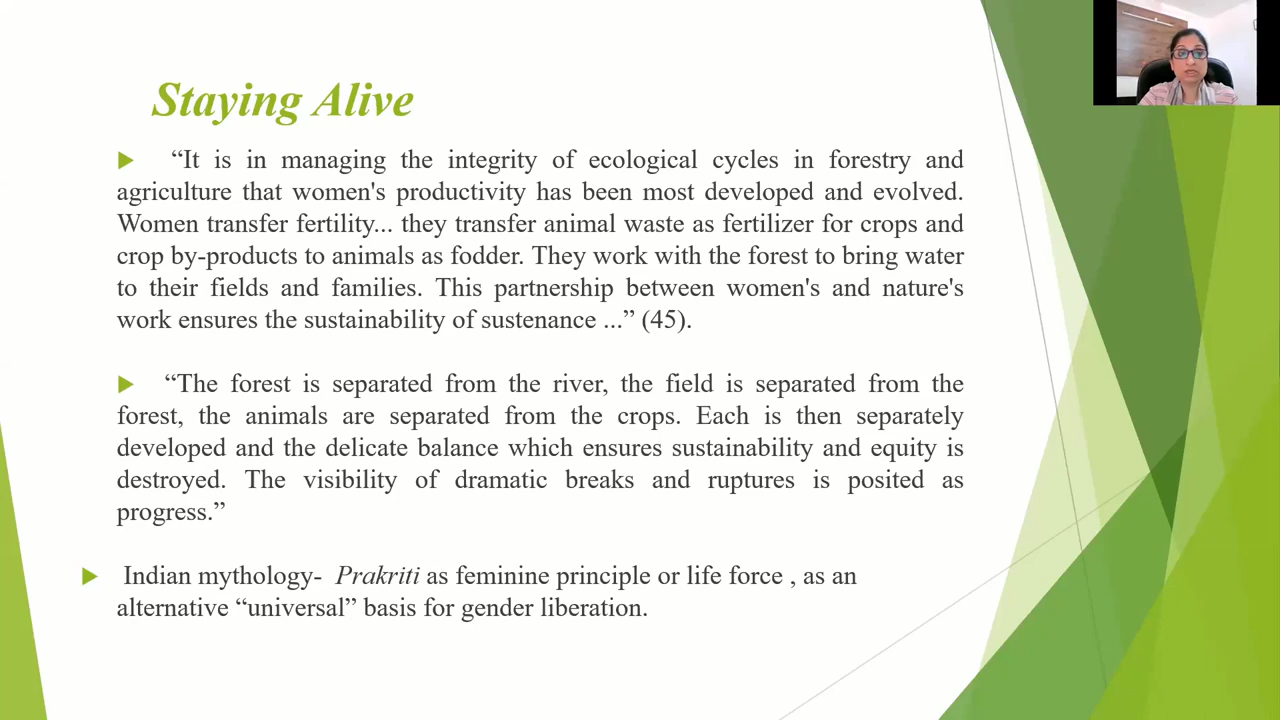 Staying Alive
“It is in managing the integrity of ecological cycles in forestry and
agriculture that women's productivity has been most developed and evolved.
Women transfer fertility... they transfer animal waste as fertilizer for crops and
crop by-products to animals as fodder. They work with the forest to bring water
to their fields and families. This partnership between women's and nature's
work ensures the sustainability of sustenance ...” (45).
“The forest is separated from the river, the field is separated from the
forest, the animals are separated from the crops. Each is then separately
developed and the delicate balance which ensures sustainability and equity is
destroyed. The visibility of dramatic breaks and ruptures is posited as
progress.”
Indian mythology- Prakriti as feminine principle or life force , as an
alternative “universal” basis for gender liberation.